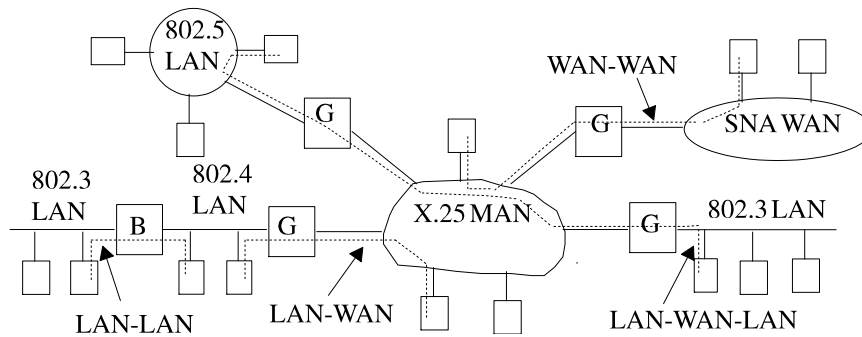 802.5
LAN
G
WAN-WAN
G
SNA WAN
802.3
LAN
B
802.4
LAN
G
X.25 MAN
G
802.3 LAN
LAN-LAN
LAN-WAN
LAN-WAN-LAN